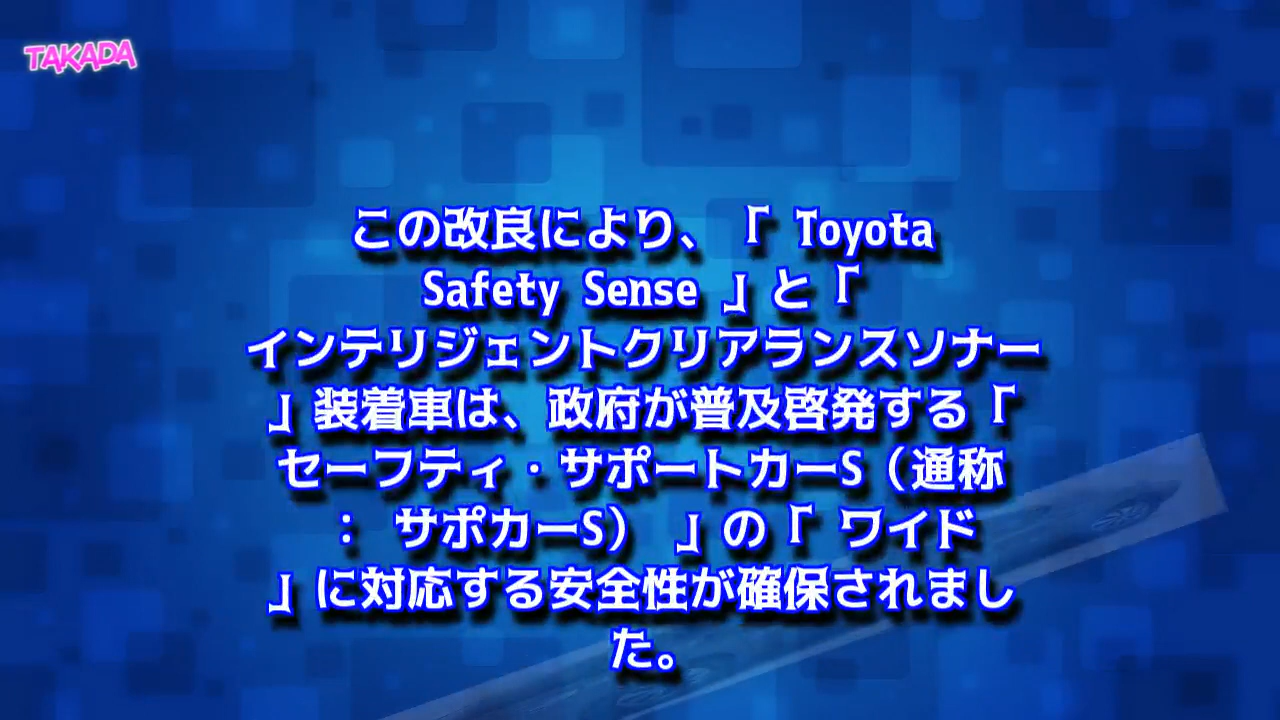 TAKADA
この改良により、『 Toyota
Safety Sense 』と『
インテリジェントクリアランスソナー
』装着車は、政府が普及啓発する『
セーフティ・サポートカーS（通称
： サポカーS） 』の『 ワイド
』に対応する安全性が確保されまし
た。